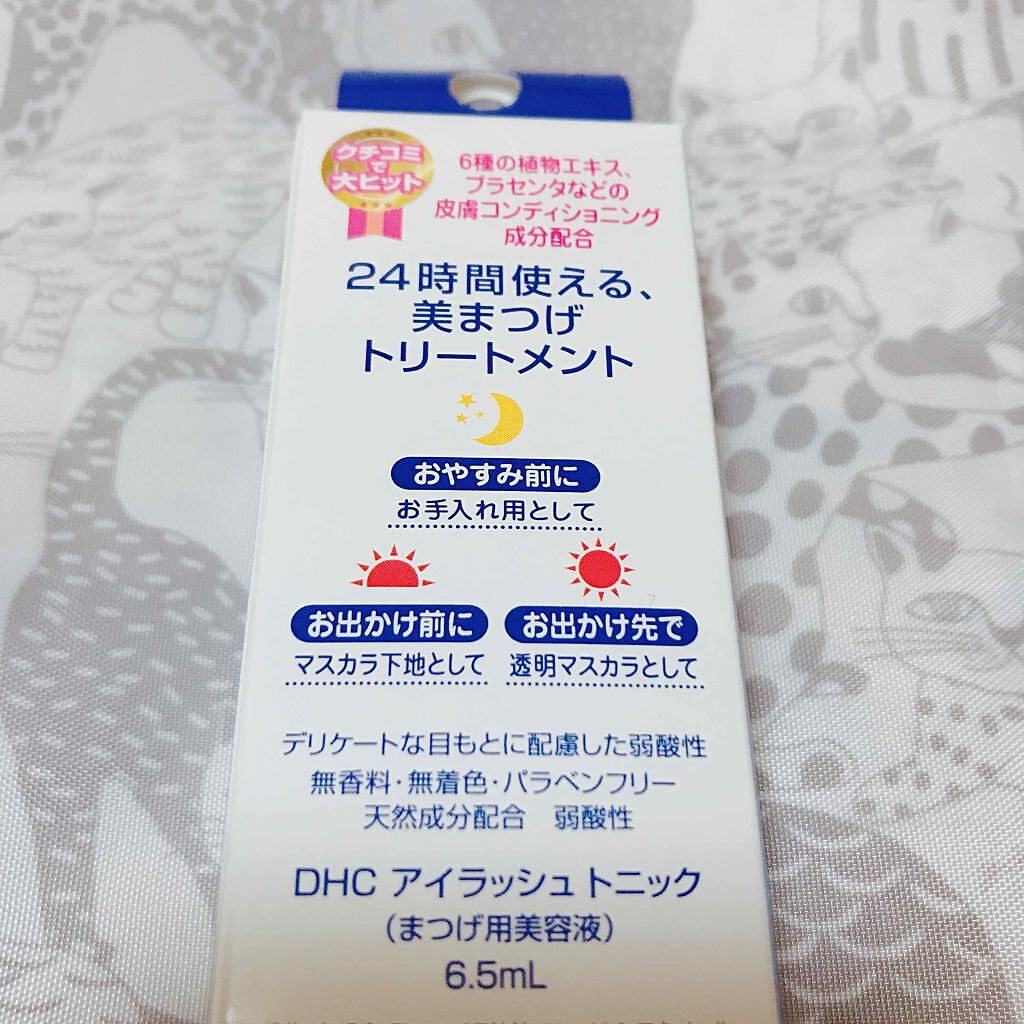 クチコミ
で
大ヒット
6種の植物エキス、
プラセンタなどの
皮膚コンディショニング
成分配合
24時間使える、
美まつげ
トリートメント
おやすみ前に
お手入れ用として
お出かけ前に
マスカラ下地として
お出かけ先で
透明マスカラとして
デリケートな目もとに配慮した弱酸性
無香料・無着色・パラベンフリー
天然成分配合 弱酸性
DHC アイラッシュトニック
(まつげ用美容液)
6.5mL